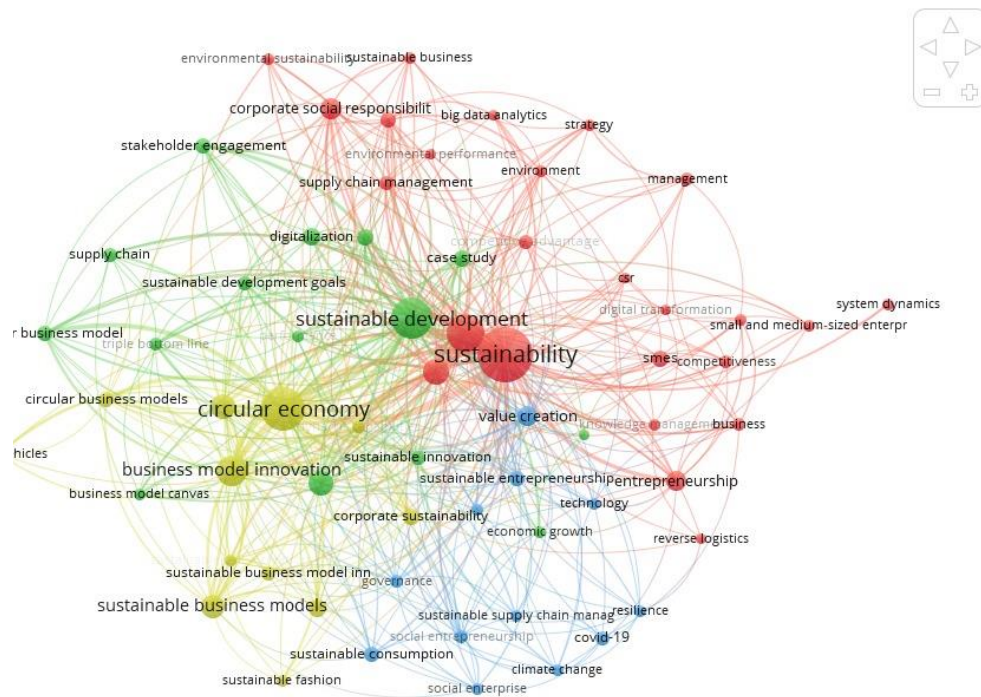 environmental sustainability
sustainable business
corporate social responsibilit
big data analytics
strategy
stakeholder engagement
environmental performance
supply chain management
environment
management
digitalization
competitive advantage
supply chain
case study
sustainable development goals
csr
system dynamics
digital transformation
sustainable development
small and medium-sized enterpr
r business model
triple bottom line
sustainability
smes
competitiveness
circular business models
circular economy
value creation
knowledge management
business
hicles
business model innovation
sustainable innovation
sustainable entrepreneurship
entrepreneurship
business model canvas
corporate sustainability
technology
economic growth
reverse logistics
sustainable business model inn
governance
sustainable business models
sustainable supply chain manag
resilience
social entrepreneurship
covid-19
sustainable consumption
climate change
sustainable fashion
social enterprise